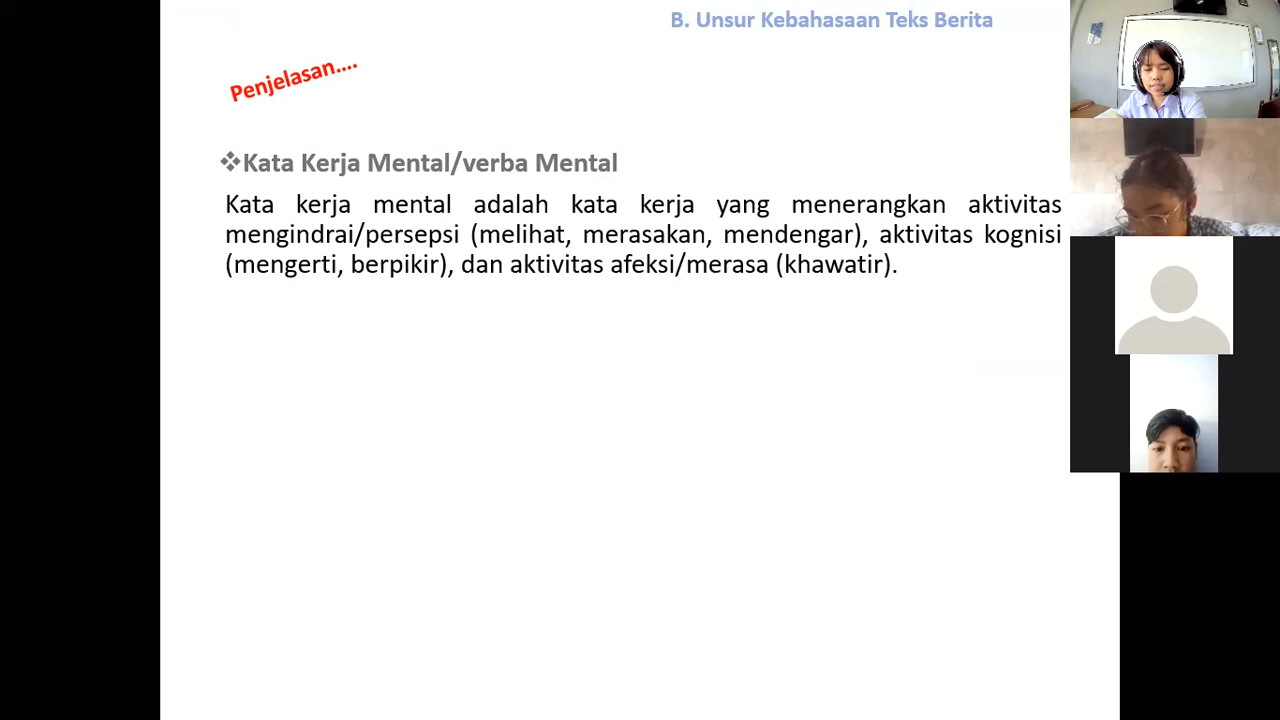 B. Unsur Kebahasaan Teks Berita
Penjelasan....
❖Kata Kerja Mental/verba Mental
Kata kerja mental adalah kata kerja yang menerangkan aktivitas
mengindrai/persepsi (melihat, merasakan, mendengar), aktivitas kognisi
(mengerti, berpikir), dan aktivitas afeksi/merasa (khawatir).